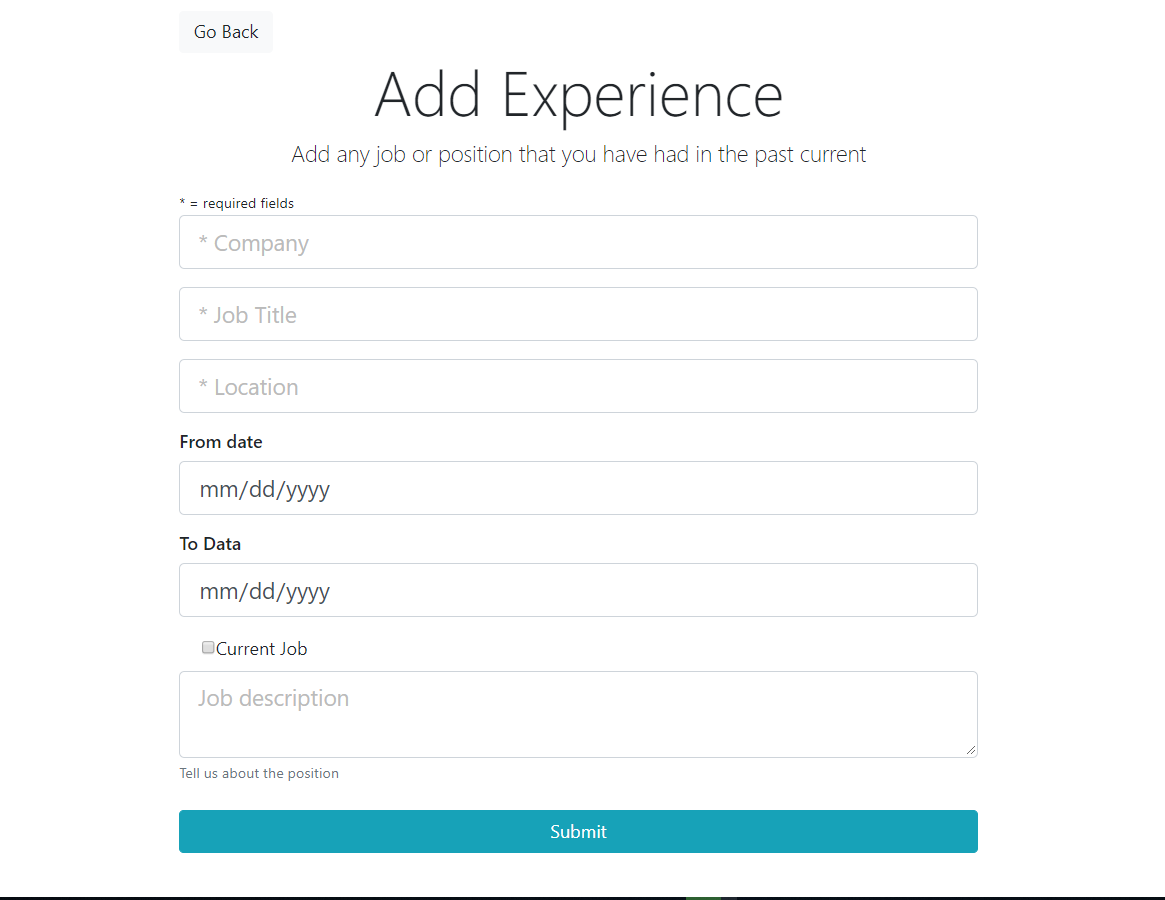 Go Back
Add Experience
Add any job or position that you have had in the past current
* = required fields
* Company
* Job Title
* Location
From date
mm/dd/yyyy
To Data
mm/dd/yyyy
Current Job
Job description
Tell us about the position
Submit